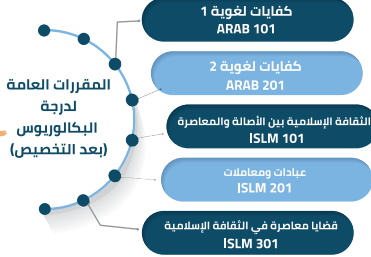 المقررات العامة
لدرجة
البكالوريوس
(بعد التخصيص)
كفايات لغوية 1
ARAB 101
كفايات لغوية 2
ARAB 201
الثقافة الإسلامية بين الأصالة والمعاصرة
ISLM 101
عبادات ومعاملات
ISLM 201
قضايا معاصرة في الثقافة الإسلامية
ISLM 301